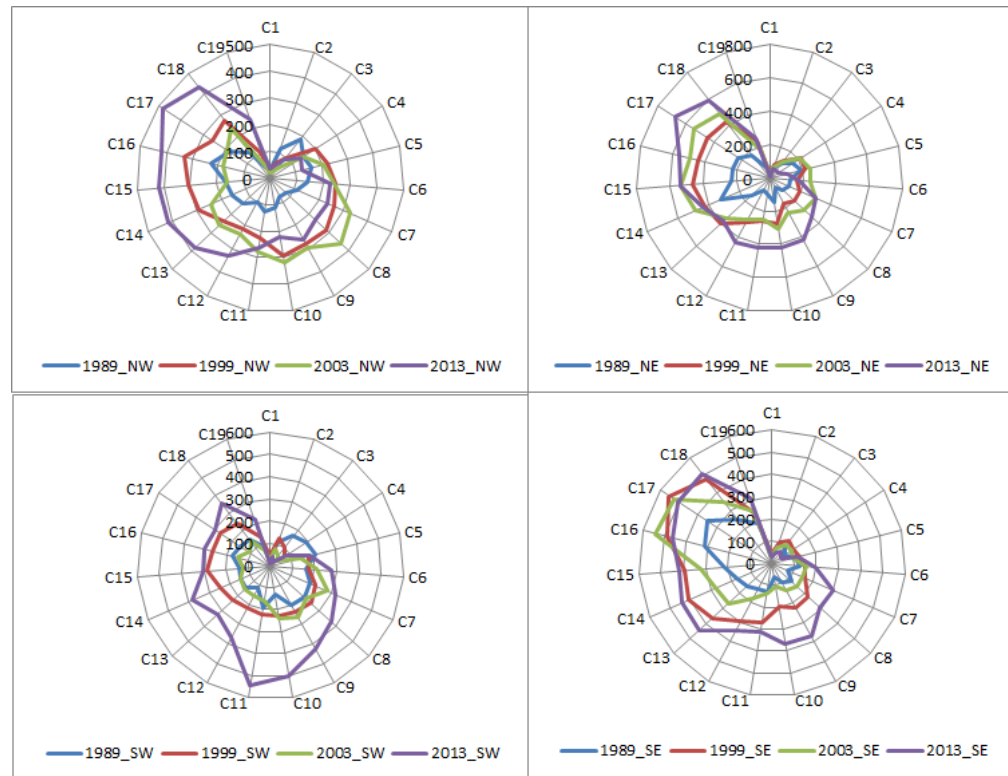 C1
C2
C3
C4
C5
C6
C7
C8
C9
C10
C11
C12
C13
C14
C15
C16
C17
C18
C19
500
400
300
200
100
0
1989_NW 1999_NW 2003_NW 2013_NW
C1
C2
C3
C4
C5
C6
C7
C8
C9
C10
C11
C12
C13
C14
C15
C16
C17
C18
C19
800
600
400
200
0
1989_NE 1999_NE 2003_NE 2013_NE
C1
C2
C3
C4
C5
C6
C7
C8
C9
C10
C11
C12
C13
C14
C15
C16
C17
C18
C19
600
500
400
300
200
100
0
1989_SW 1999_SW 2003_SW 2013_SW
C1
C2
C3
C4
C5
C6
C7
C8
C9
C10
C11
C12
C13
C14
C15
C16
C17
C18
C19
600
500
400
300
200
100
0
1989_SE 1999_SE 2003_SE 2013_SE